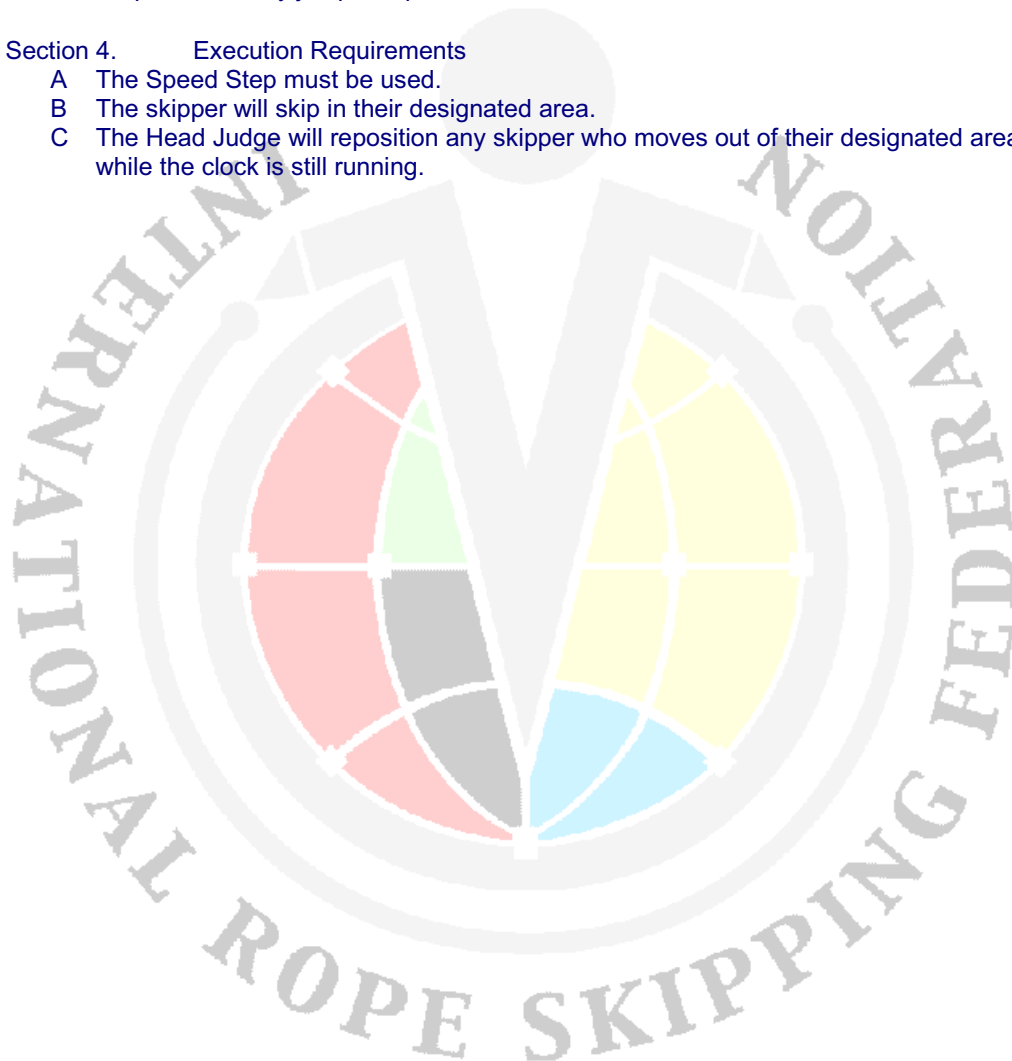 Section 4. Execution Requirements
A The Speed Step must be used.
B The skipper will skip in their designated area.
C The Head Judge will reposition any skipper who moves out of their designated area
while the clock is still running.
INTERNATIONAL ROPE SKIPPING FEDERATION